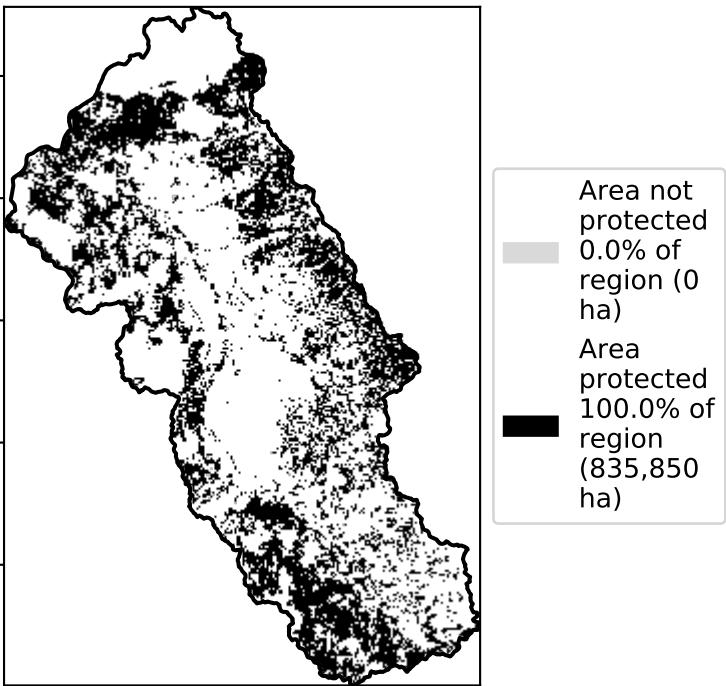 Area not
protected
0.0% of
region (0
ha)
Area
protected
100.0% of
region
(835,850
ha)